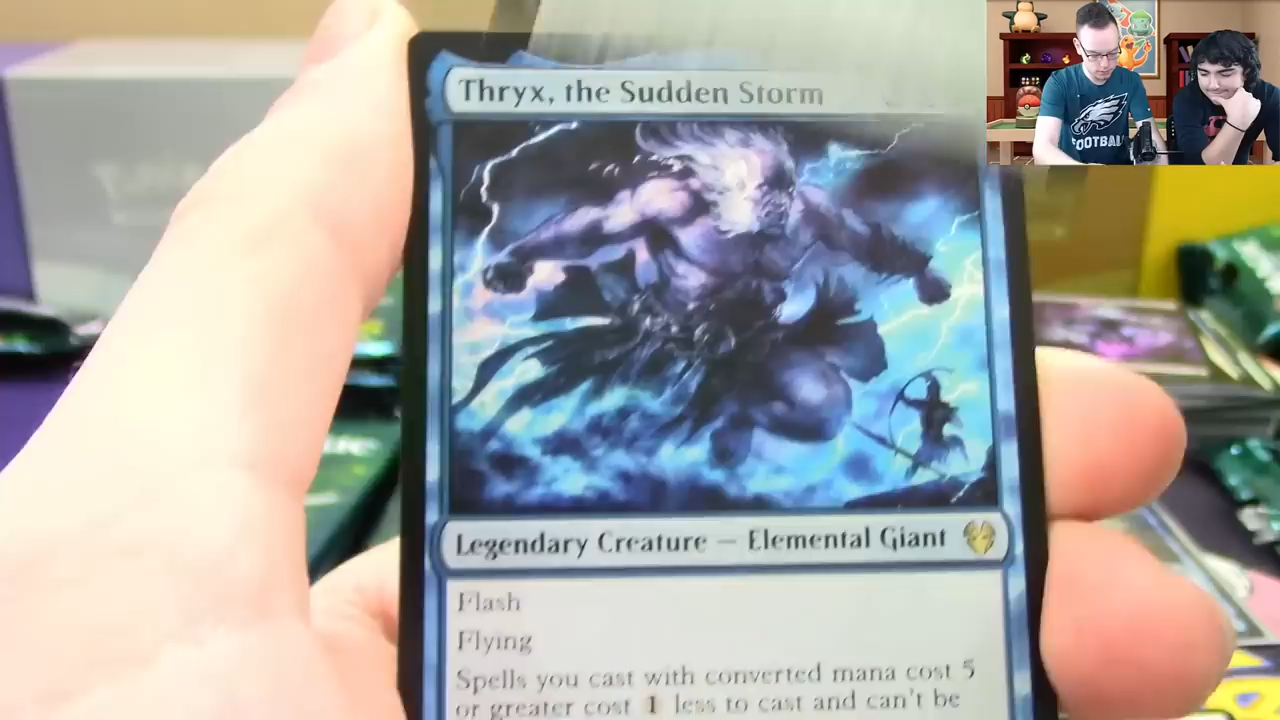 Thryx, the Sudden Storm
FOOTBALL
Legendary Creature — Elemental Giant
Flash
Flying
Spells you cast with converted mana cost 5
or greater cost 1 less to cast and can't be